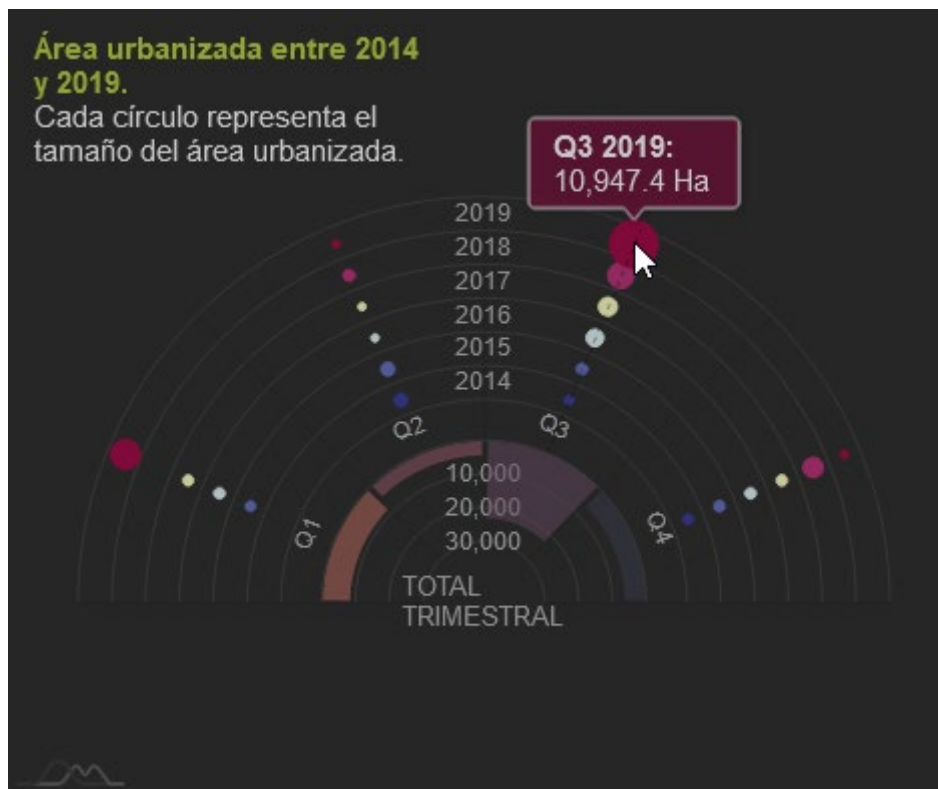 Área urbanizada entre 2014
y 2019.
Cada círculo representa el
tamaño del área urbanizada.
Q3 2019:
10,947.4 Ha
2019
2018
2017
2016
2015
2014
Q1
Q2
Q3
Q4
10,000
20,000
30,000
TOTAL
TRIMESTRAL